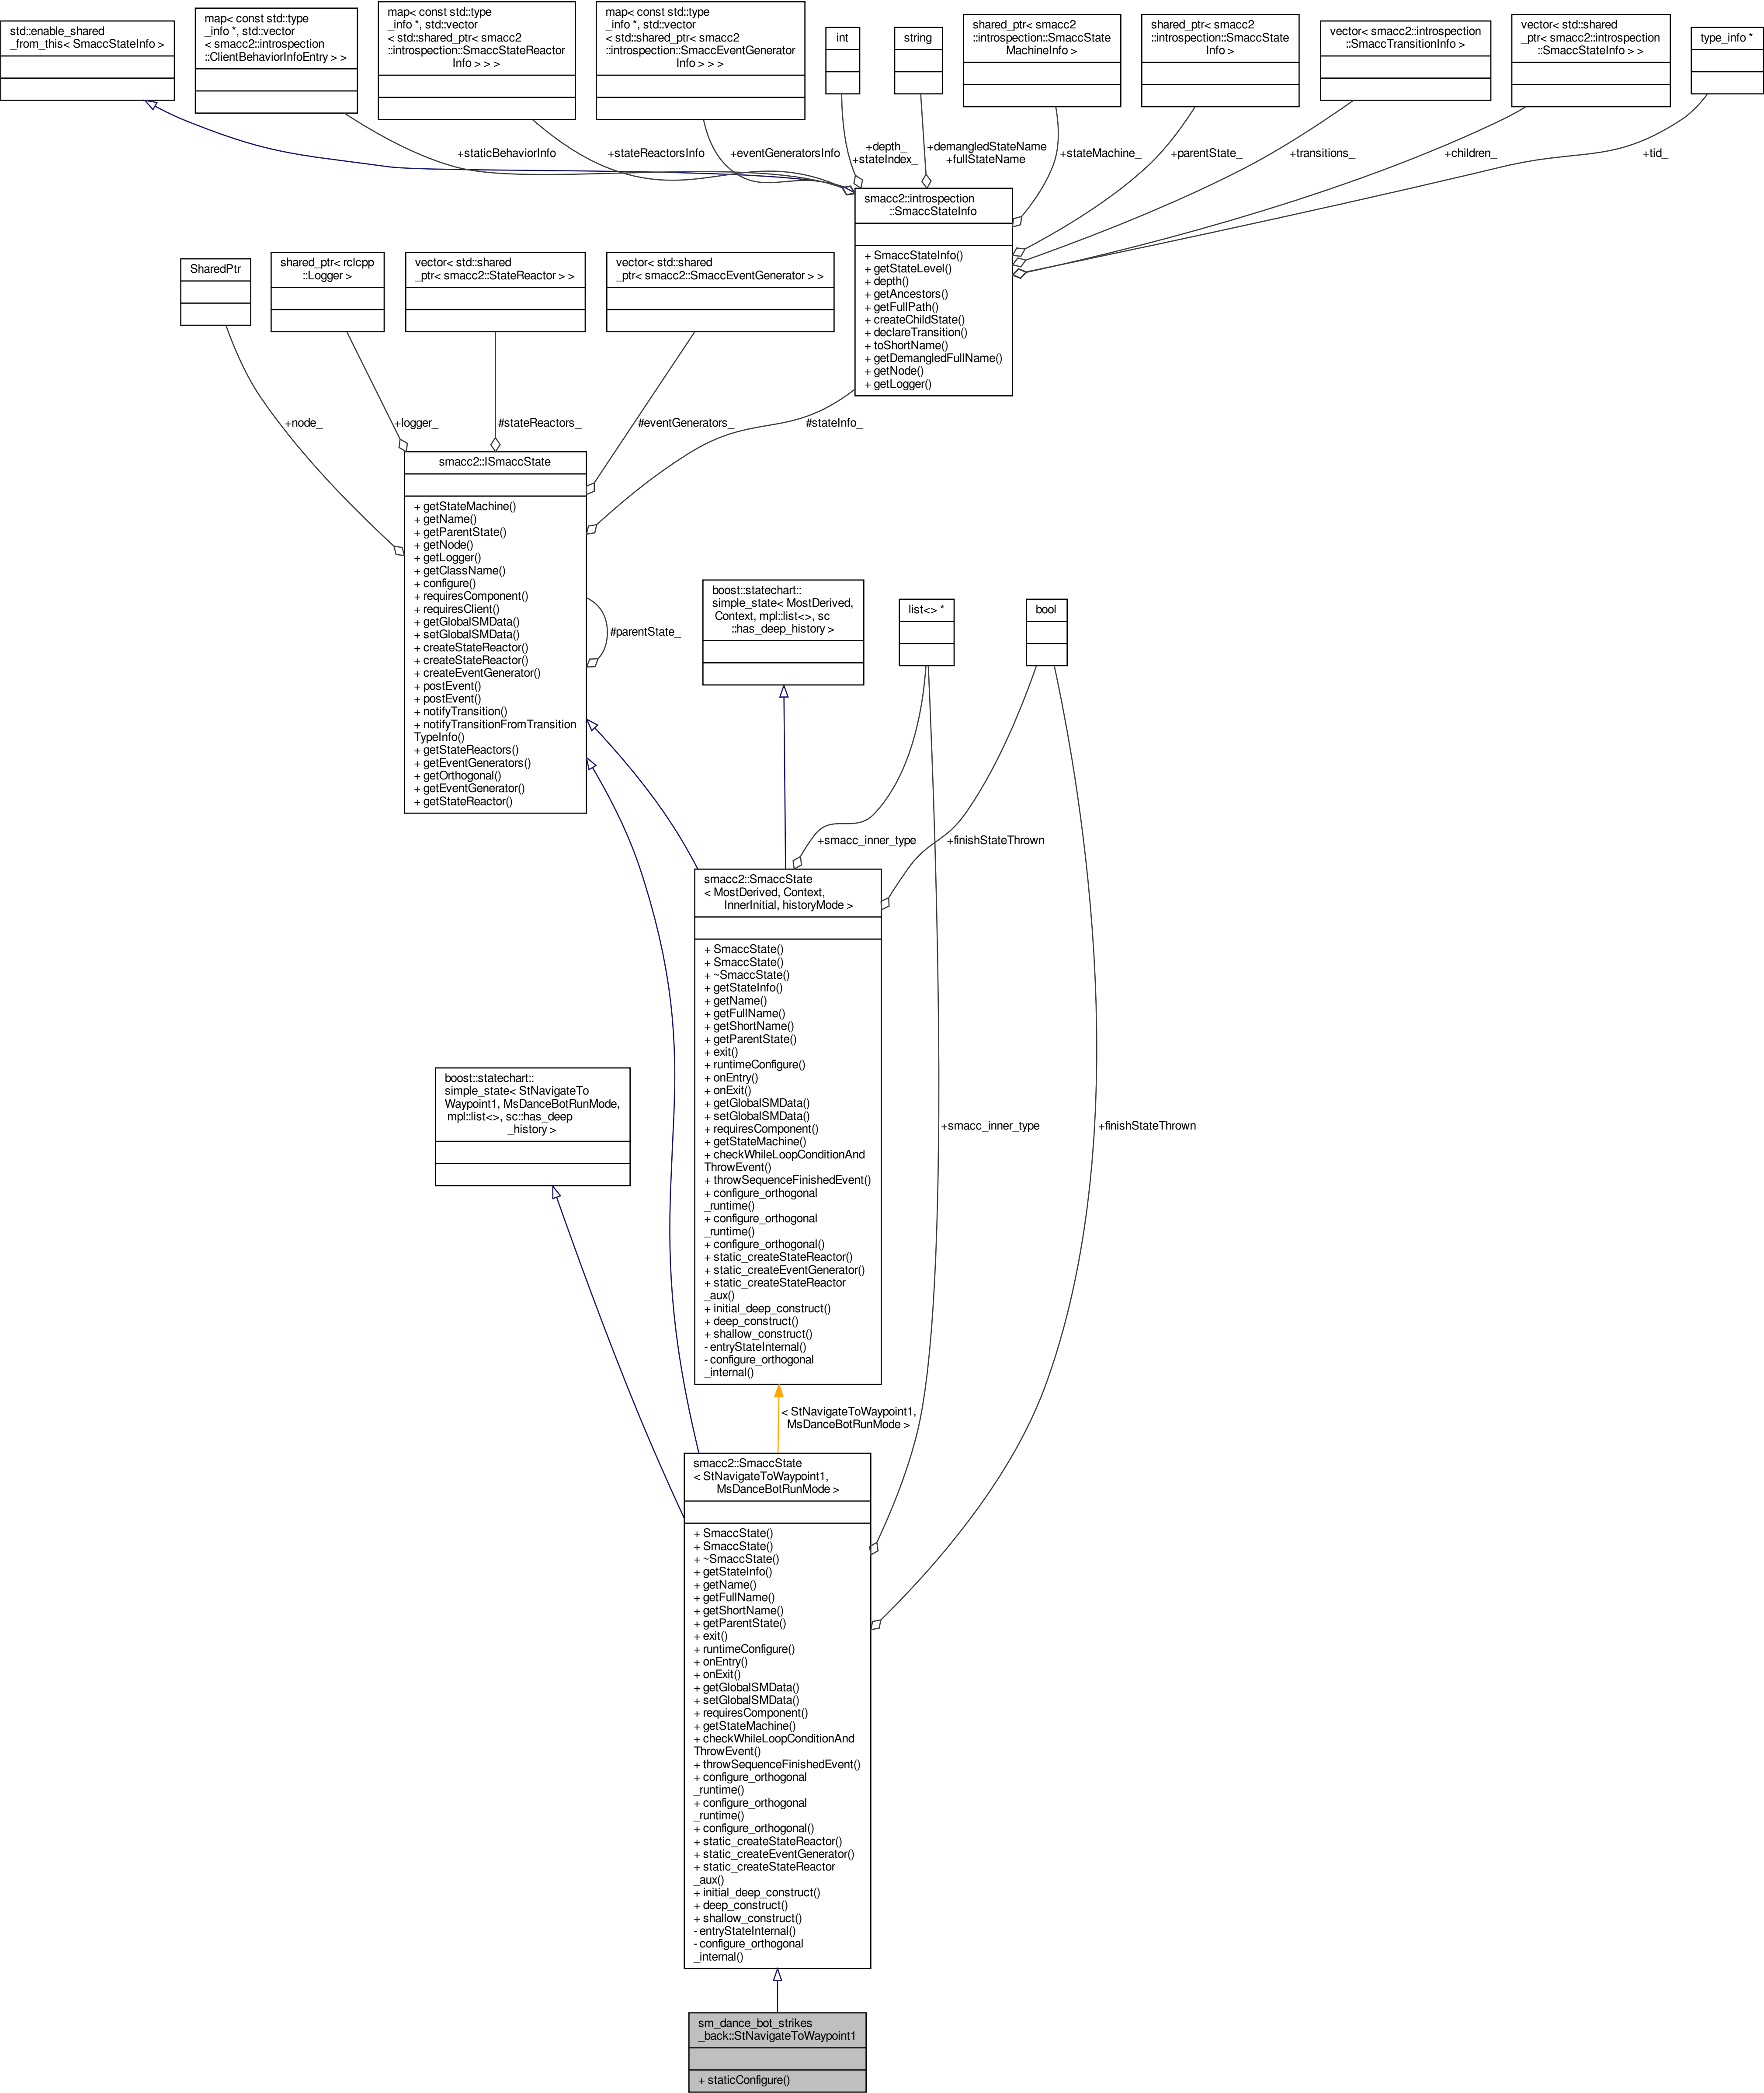 std::enable_shared
_from_this< SmaccStateInfo >
map< const std::type
_info *, std::vector
< smacc2::introspection
::ClientBehaviorInfoEntry > >
map< const std::type
_info *, std::vector
< std::shared_ptr< smacc2
::introspection::SmaccStateReactor
Info > > >
map< const std::type
_info *, std::vector
< std::shared_ptr< smacc2
::introspection::SmaccEventGenerator
Info > > >
int
string
shared_ptr< smacc2
::introspection::SmaccState
MachineInfo >
shared_ptr< smacc2
::introspection::SmaccState
Info >
vector< smacc2::introspection
::SmaccTransitionInfo >
vector< std::shared
_ptr< smacc2::introspection
::SmaccStateInfo > >
type_info *
+staticBehaviorInfo
+stateReactorsInfo
+eventGeneratorsInfo
+depth_
+stateIndex_
+demangledStateName
+fullStateName
+stateMachine_
+parentState_
+transitions_
+children_
+tid_
smacc2::introspection
::SmaccStateInfo
+ SmaccStateInfo()
+ getStateLevel()
+ depth()
+ getAncestors()
+ getFullPath()
+ createChildState()
+ declareTransition()
+ toShortName()
+ getDemangledFullName()
+ getNode()
+ getLogger()
SharedPtr
shared_ptr< rclcpp
::Logger >
vector< std::shared
_ptr< smacc2::StateReactor > >
vector< std::shared
_ptr< smacc2::SmaccEventGenerator > >
+node_
+logger_
#stateReactors_
#eventGenerators_
#stateInfo_
smacc2::ISmaccState
+ getStateMachine()
+ getName()
+ getParentState()
+ getNode()
+ getLogger()
+ getClassName()
+ configure()
+ requiresComponent()
+ requiresClient()
+ getGlobalSMData()
+ setGlobalSMData()
+ createStateReactor()
+ createStateReactor()
+ createEventGenerator()
+ postEvent()
+ postEvent()
+ notifyTransition()
+ notifyTransitionFromTransition
TypeInfo()
+ getStateReactors()
+ getEventGenerators()
+ getOrthogonal()
+ getEventGenerator()
+ getStateReactor()
#parentState_
boost::statechart::
simple_state< MostDerived,
Context, mpl::list<>, sc
::has_deep_history >
list<> *
bool
+smacc_inner_type
+finishStateThrown
smacc2::SmaccState
< MostDerived, Context,
InnerInitial, historyMode >
+ SmaccState()
+ SmaccState()
+ ~SmaccState()
+ getStateInfo()
+ getName()
+ getFullName()
+ getShortName()
+ getParentState()
+ exit()
+ runtimeConfigure()
+ onEntry()
+ onExit()
+ getGlobalSMData()
+ setGlobalSMData()
+ requiresComponent()
+ getStateMachine()
+ checkWhileLoopConditionAnd
ThrowEvent()
+ throwSequenceFinishedEvent()
+ configure_orthogonal
_runtime()
+ configure_orthogonal
_runtime()
+ configure_orthogonal()
+ static_createStateReactor()
+ static_createEventGenerator()
+ static_createStateReactor
_aux()
+ initial_deep_construct()
+ deep_construct()
+ shallow_construct()
- entryStateInternal()
- configure_orthogonal
_internal()
boost::statechart::
simple_state< StNavigateTo
Waypoint1, MsDanceBotRunMode,
mpl::list<>, sc::has_deep
_history >
+smacc_inner_type
+finishStateThrown
< StNavigateToWaypoint1,
MsDanceBotRunMode >
smacc2::SmaccState
< StNavigateToWaypoint1,
MsDanceBotRunMode >
+ SmaccState()
+ SmaccState()
+ ~SmaccState()
+ getStateInfo()
+ getName()
+ getFullName()
+ getShortName()
+ getParentState()
+ exit()
+ runtimeConfigure()
+ onEntry()
+ onExit()
+ getGlobalSMData()
+ setGlobalSMData()
+ requiresComponent()
+ getStateMachine()
+ checkWhileLoopConditionAnd
ThrowEvent()
+ throwSequenceFinishedEvent()
+ configure_orthogonal
_runtime()
+ configure_orthogonal
_runtime()
+ configure_orthogonal()
+ static_createStateReactor()
+ static_createEventGenerator()
+ static_createStateReactor
_aux()
+ initial_deep_construct()
+ deep_construct()
+ shallow_construct()
- entryStateInternal()
- configure_orthogonal
_internal()
sm_dance_bot_strikes
_back::StNavigateToWaypoint1
+ staticConfigure()